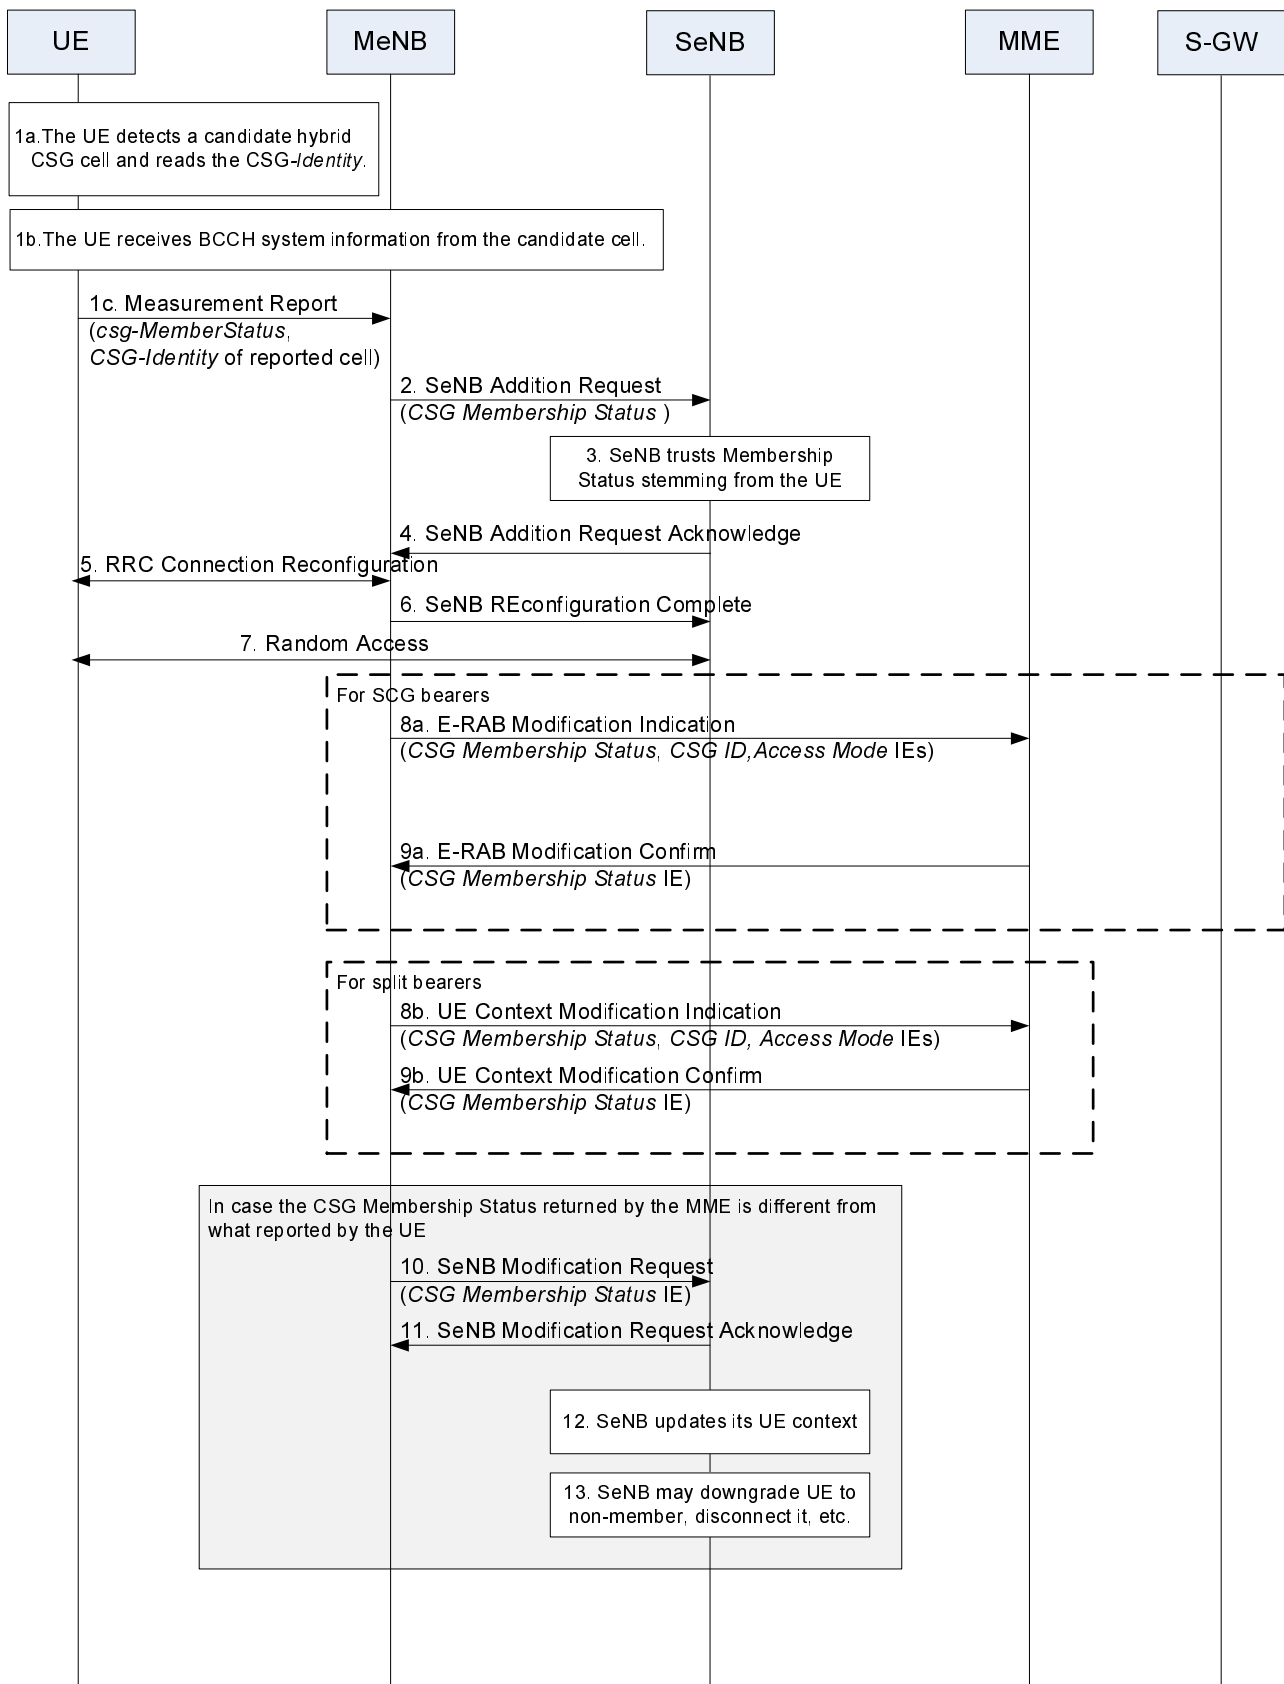 UE
MeNB
SeNB
MME
S-GW
1a.The UE detects a candidate hybrid
CSG cell and reads the CSG-Identity.
1b.The UE receives BCCH system information from the candidate cell.
1c. Measurement Report
(csg-MemberStatus,
CSG-Identity of reported cell)
2. SeNB Addition Request
(CSG Membership Status )
3. SeNB trusts Membership
Status stemming from the UE
4. SeNB Addition Request Acknowledge
5. RRC Connection Reconfiguration
6. SeNB REconfiguration Complete
7. Random Access
For SCG bearers
8a. E-RAB Modification Indication
(CSG Membership Status, CSG ID,Access Mode IEs)
9a. E-RAB Modification Confirm
(CSG Membership Status IE)
For split bearers
8b. UE Context Modification Indication
(CSG Membership Status, CSG ID, Access Mode IEs)
9b. UE Context Modification Confirm
(CSG Membership Status IE)
In case the CSG Membership Status returned by the MME is different from
what reported by the UE
10. SeNB Modification Request
(CSG Membership Status IE)
11. SeNB Modification Request Acknowledge
12. SeNB updates its UE context
13. SeNB may downgrade UE to
non-member, disconnect it, etc.